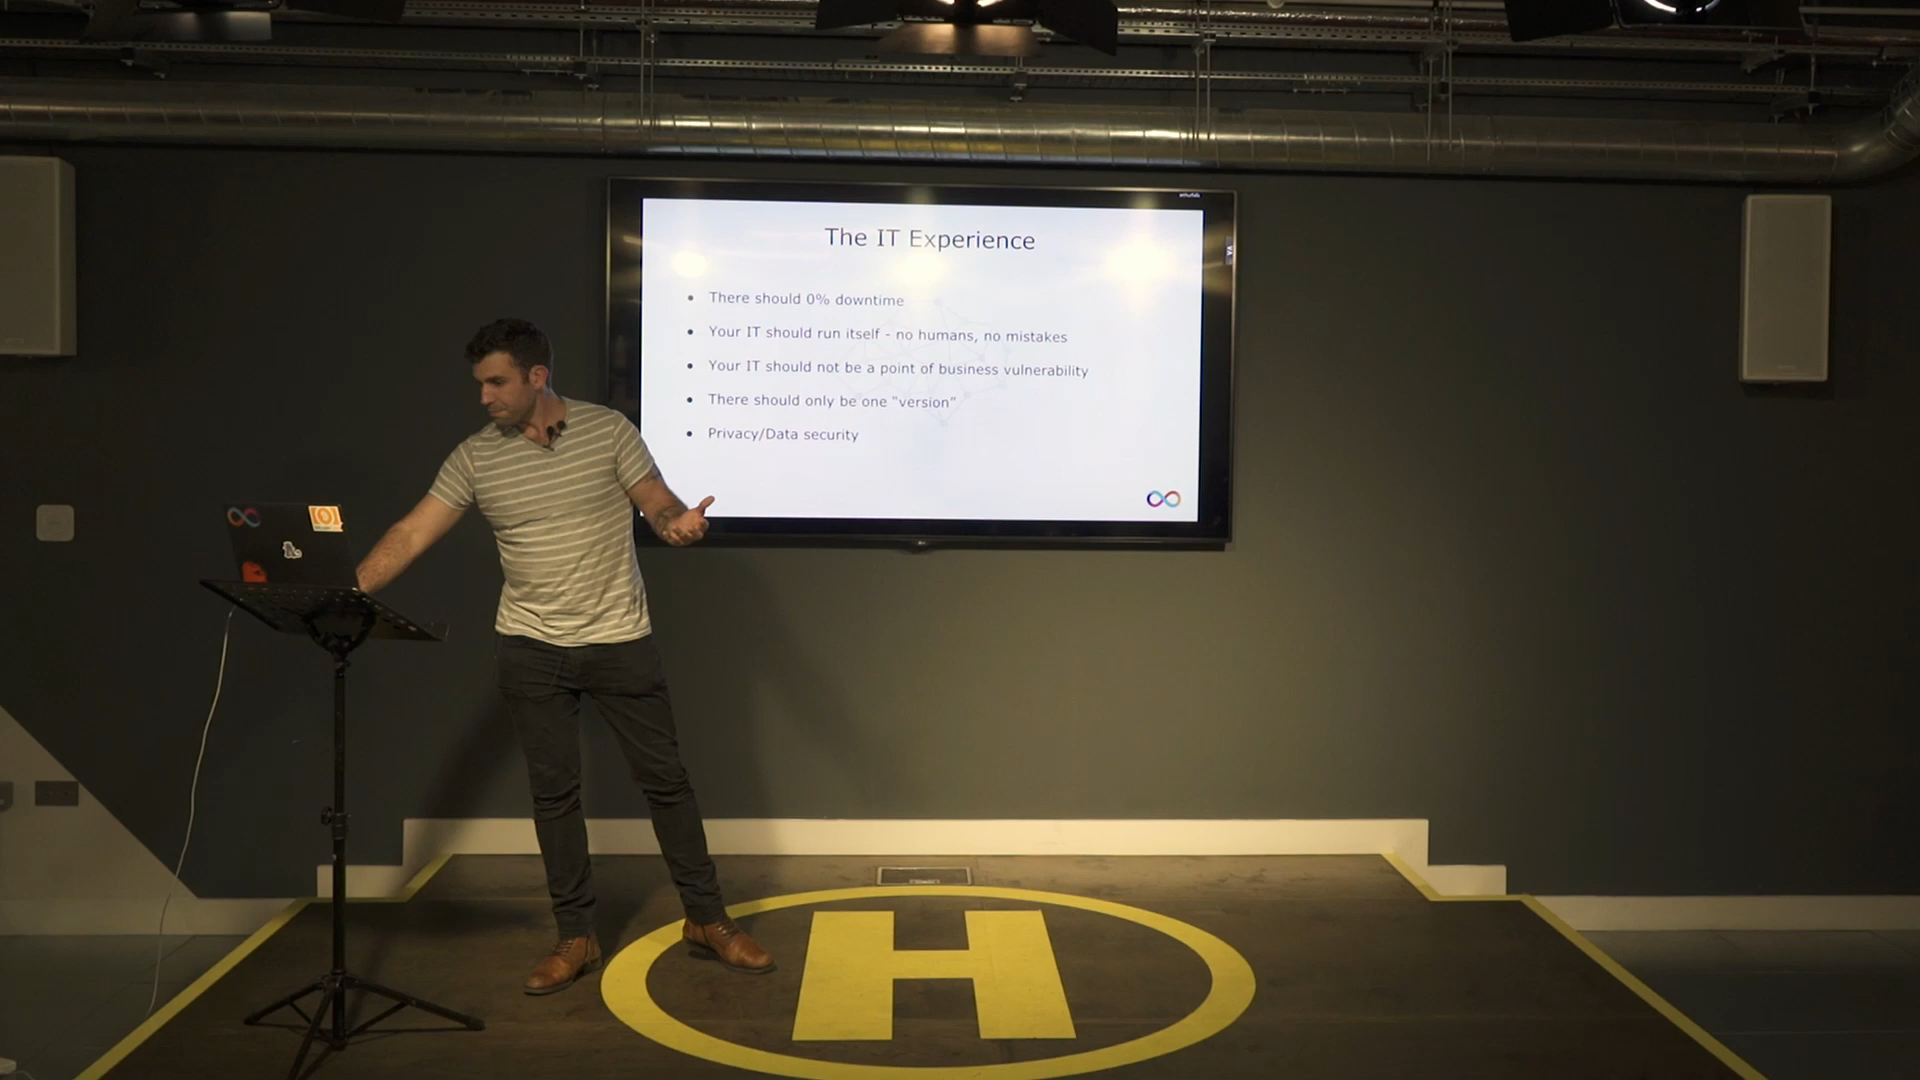 The IT Experience
There should 0% downtime
Your IT should run itself - no humans, no mistakes
Your IT should not be a point of business vulnerability
There should only be one "version"
Privacy/Data security
H